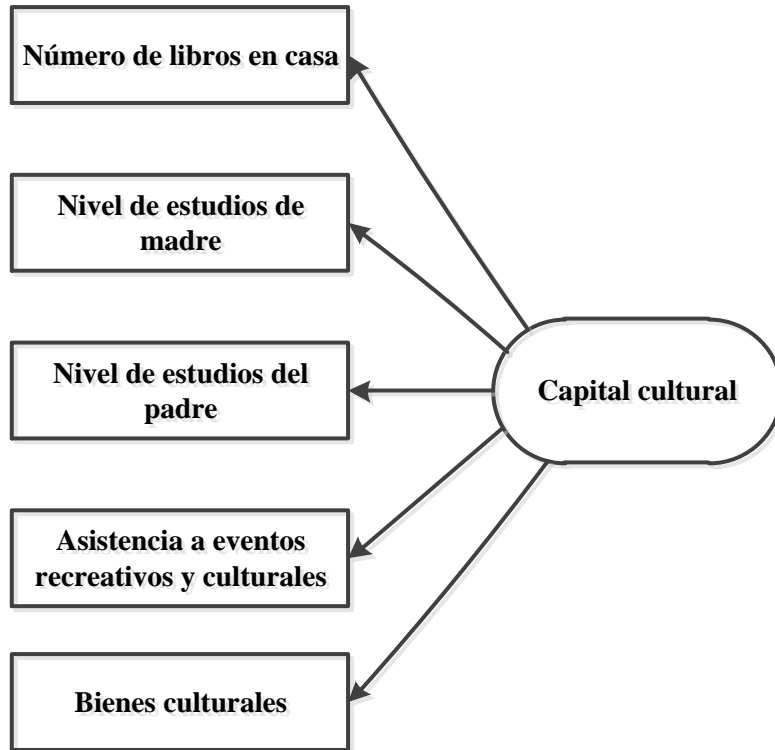 Número de libros en casa
Nivel de estudios de
madre
Nivel de estudios del
padre
Capital cultural
Asistencia a eventos
recreativos y culturales
Bienes culturales